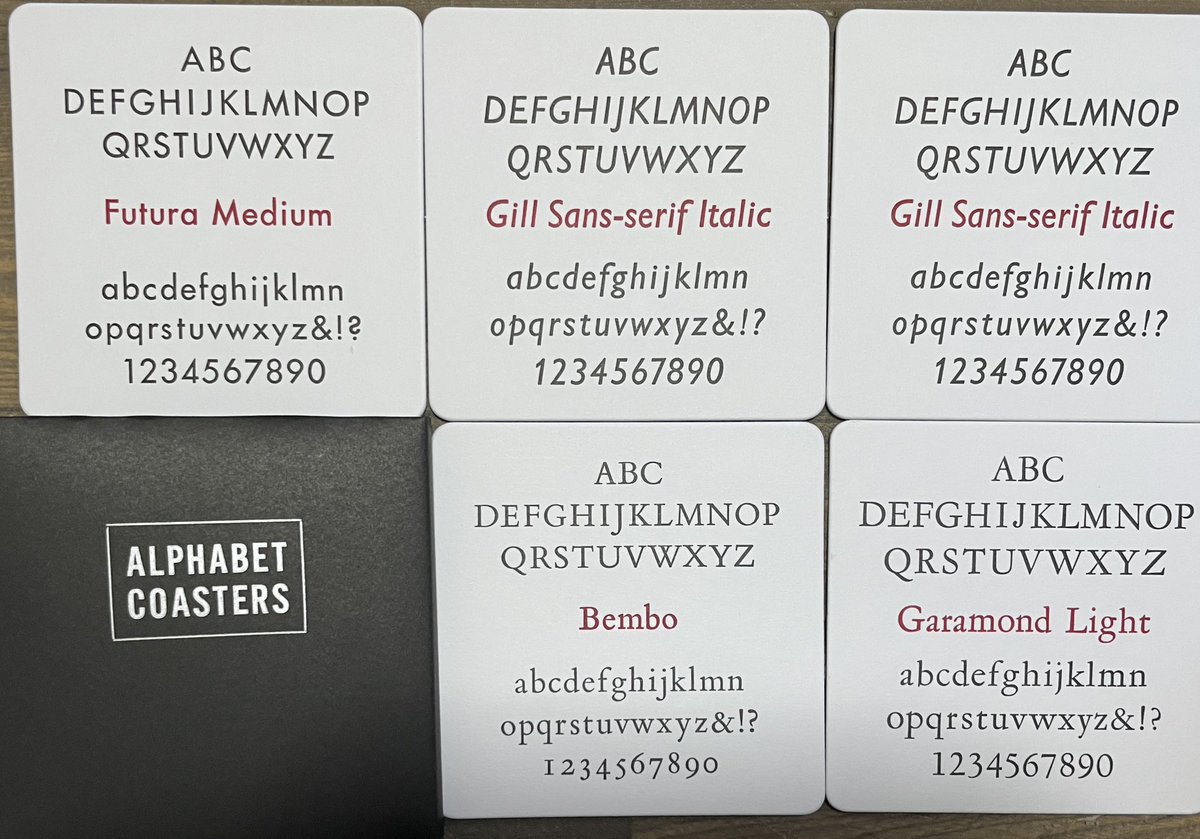 ABC
DEFGHIJKLMNOP
QRSTUVWXYZ
Futura Medium
abcdefghijklmn
opqrstuvwxyz&!?
1234567890
ABC
DEFGHIJKLMNOP
QRSTUVWXYZ
Gill Sans-serif Italic
abcdefghijklmn
opqrstuvwxyz&!?
1234567890
ABC
DEFGHIJKLMNOP
QRSTUVWXYZ
Gill Sans-serif Italic
abcdefghijklmn
opqrstuvwxyz&!?
1234567890
ALPHABET
COASTERS
ABC
DEFGHIJKLMNOP
QRSTUVWXYZ
Bembo
abcdefghijklmn
opqrstuvwxyz&!?
1234567890
ABC
DEFGHIJKLMNOP
QRSTUVWXYZ
Garamond Light
abcdefghijklmn
opqrstuvwxyz&!?
1234567890